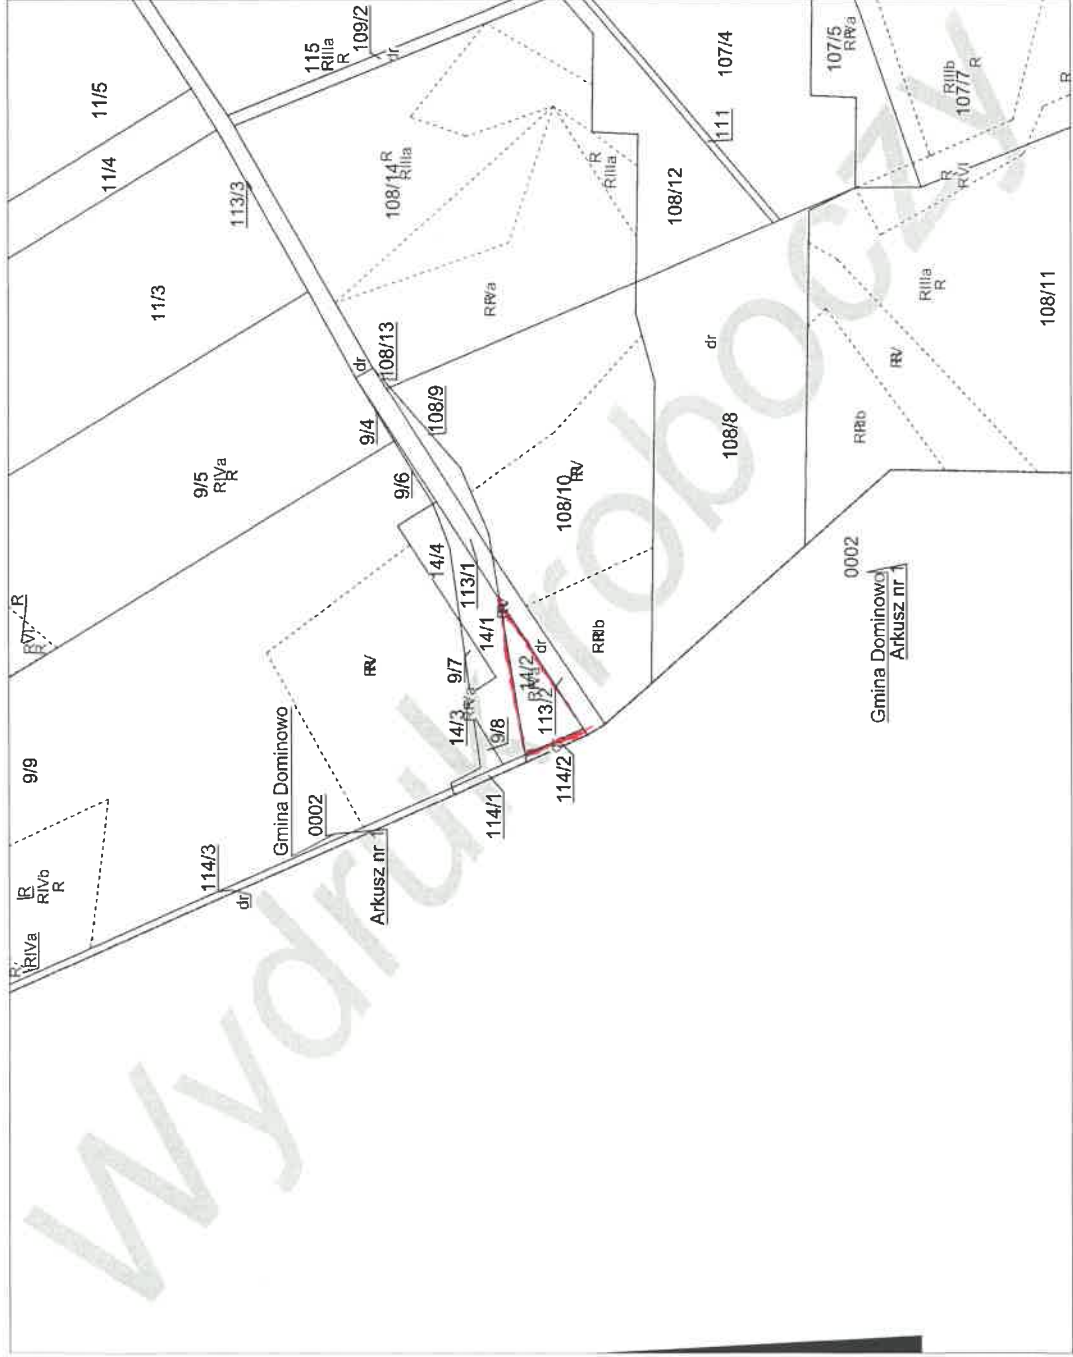 wydruk roboczy
11/5
11/4
113/3
115
RIIIa
R
109/2
dr
107/4
107/5
RIVa
RIIIb
107/7
R
R
111
11/3
108/14
R
RIIIa
R
RIIIa
108/12
R
RVI
dr
108/13
108/9
dr
RIIIa
R
108/11
9/5
RIVa
R
9/4
9/6
108/10
RV
108/8
RV
14/4
113/1
14/1
9/7
RV
dr
14/2
113/2
0002
Gmina Dominowo
Arkusz nr 1
RVI
R
R
14/3
9/8
114/2
114/1
9/9
Gmina Dominowo
0002
Arkusz nr 1
114/3
dr
R
RIVb
R
R
RIVa